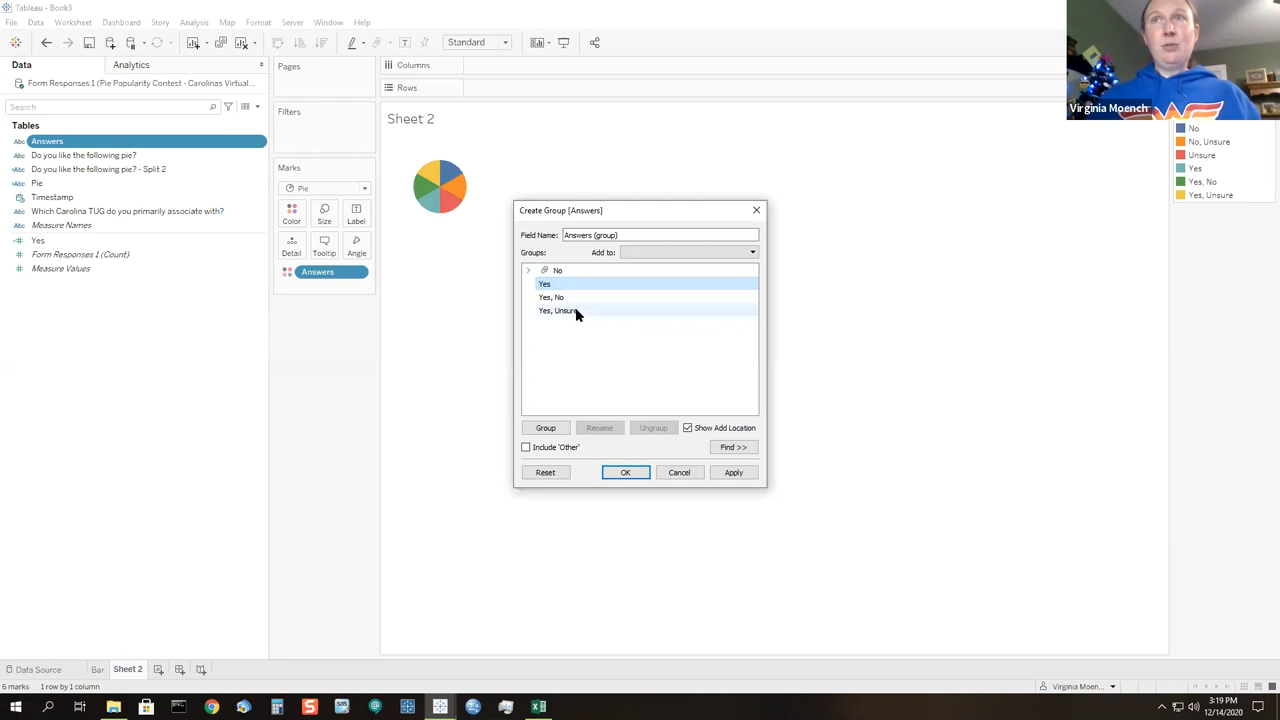 Tableau - Book3
File Data Worksheet Dashboard Story Analysis Map Format Server Window Help
Standard
Virginia Moench
Data Analytics
Form Responses 1 (Pie Popularity Contest - Carolinas Virtual...
Search
Tables
Abc Answers
Abc Do you like the following pie?
Abc Do you like the following pie? - Split 2
Abc Pie
Timestamp
Abc Which Carolina TUG do you primarily associate with?
Measure Names
Yes
Form Responses 1 (Count)
Measure Values
Pages
Filters
Marks
Pie
Color Size Label
Detail Tooltip Angle
Answers
Columns
Rows
Sheet 2
Create Group [Answers]
Field Name: Answers (group)
Groups: Add to:
No
Yes
Yes, No
Yes, Unsure
Group Rename Ungroup Show Add Location
Include 'Other' Find >>
Reset OK Cancel Apply
No
No, Unsure
Unsure
Yes
Yes, No
Yes, Unsure
Data Source Bar Sheet 2
6 marks 1 row by 1 column
Virginia Moen...
3:19 PM
12/14/2020